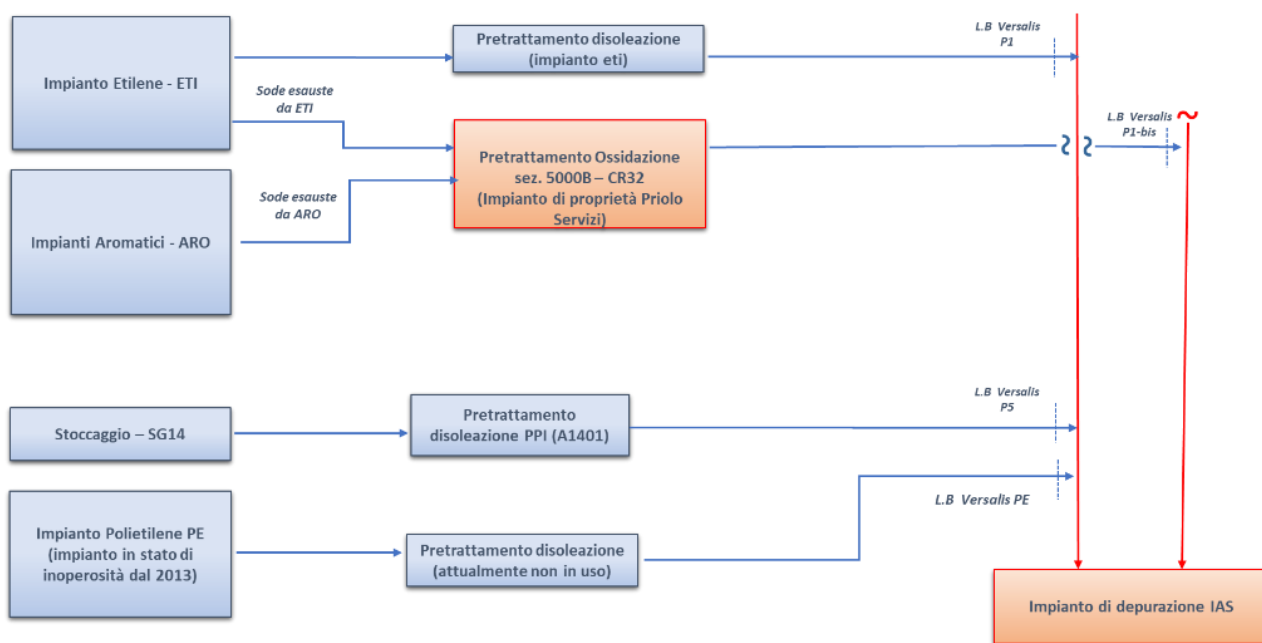 L.B Versalis
P1
Pretrattamento disoleazione
(impianto eti)
Impianto Etilene - ETI
Sode esauste
da ETI
L.B Versalis
P1-bis
Pretrattamento Ossidazione
sez. 5000B – CR32
(Impianto di proprietà Priolo
Servizi)
Sode esauste
da ARO
Impianti Aromatici - ARO
L.B Versalis
P5
Stoccaggio – SG14
Pretrattamento
disoleazione PPI (A1401)
L.B Versalis PE
Impianto Polietilene PE
(impianto in stato di
inoperosità dal 2013)
Pretrattamento disoleazione
(attualmente non in uso)
Impianto di depurazione IAS